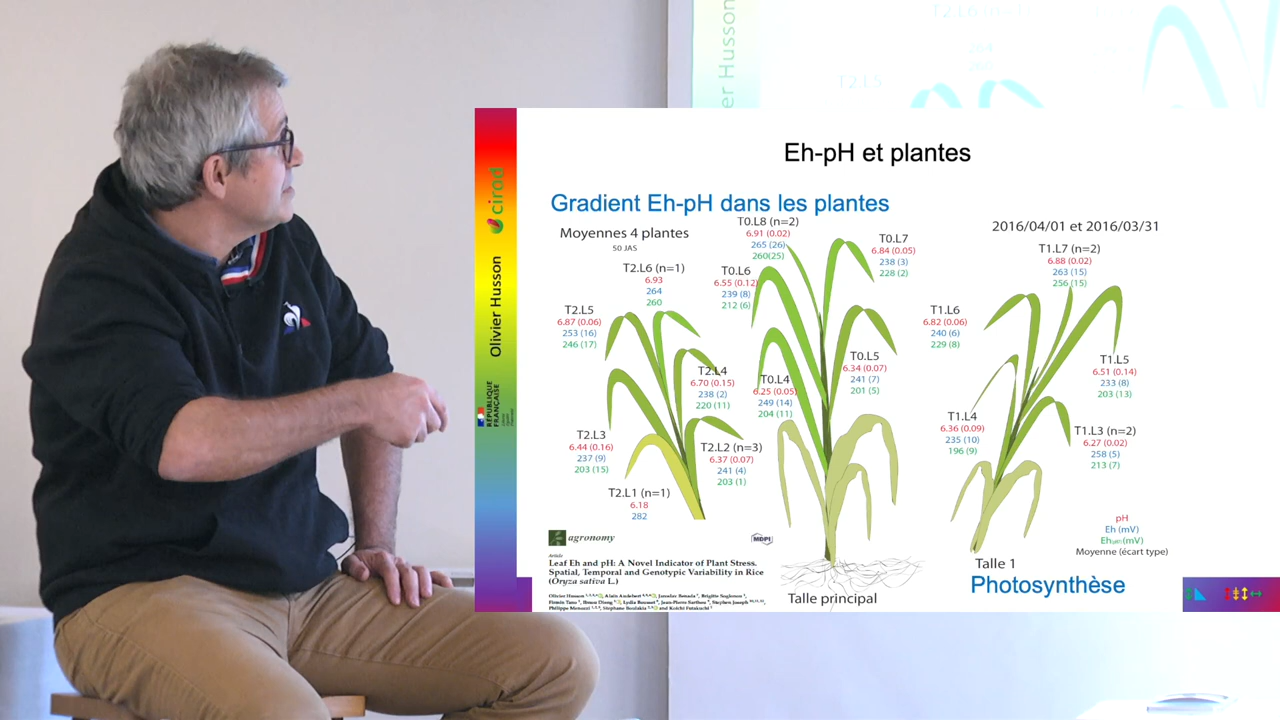 T2.L5
er Husson
Eh-pH et plantes
cirad
Olivier Husson
RÉPUBLIQUE
FRANÇAISE
Gradient Eh-pH dans les plantes
Moyennes 4 plantes
50 JAS
2016/04/01 et 2016/03/31
T0.L8 (n=2)
6.91 (0.02)
265 (26)
260(25)
T0.L7
6.84 (0.05)
238 (3)
228 (2)
T1.L7 (n=2)
6.88 (0.02)
263 (15)
256 (15)
T2.L6 (n=1)
6.93
264
260
T0.L6
6.55 (0.12)
239 (8)
212 (6)
T2.L5
6.87 (0.06)
253 (16)
246 (17)
T1.L6
6.82 (0.06)
240 (6)
229 (8)
T2.L4
6.70 (0.15)
238 (2)
220 (11)
T0.L4
6.25 (0.05)
249 (14)
204 (11)
T0.L5
6.34 (0.07)
241 (7)
201 (5)
T1.L5
6.51 (0.14)
233 (8)
203 (13)
T1.L4
6.36 (0.09)
235 (10)
196 (9)
T2.L3
6.44 (0.16)
237 (9)
203 (15)
T2.L2 (n=3)
6.37 (0.07)
241 (4)
203 (1)
T1.L3 (n=2)
6.27 (0.02)
258 (5)
213 (7)
T2.L1 (n=1)
6.18
282
pH
Eh (mV)
Eh (mV)
Moyenne (écart type)
agronomy
MDPI
Article
Leaf Eh and pH: A Novel Indicator of Plant Stress.
Spatial, Temporal and Genotypic Variability in Rice
(Oryza sativa L.)
Talle principal
Talle 1
Photosynthèse